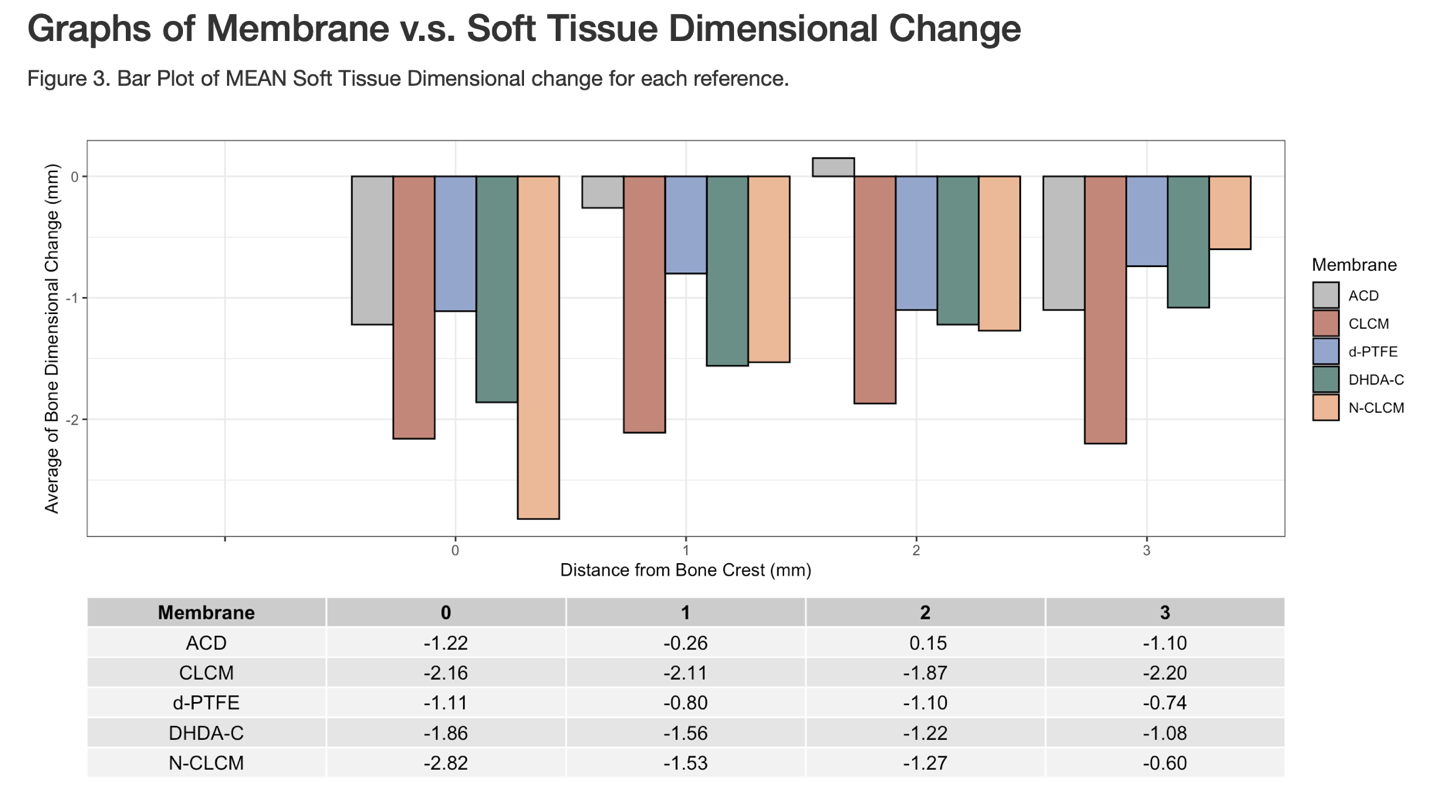 Graphs of Membrane v.s. Soft Tissue Dimensional Change
Figure 3. Bar Plot of MEAN Soft Tissue Dimensional change for each reference.
Average of Bone Dimensional Change (mm)
0
-1
-2
0 1 2 3
Distance from Bone Crest (mm)
Membrane
ACD
CLCM
d-PTFE
DHDA-C
N-CLCM
Membrane 0 1 2 3
ACD -1.22 -0.26 0.15 -1.10
CLCM -2.16 -2.11 -1.87 -2.20
d-PTFE -1.11 -0.80 -1.10 -0.74
DHDA-C -1.86 -1.56 -1.22 -1.08
N-CLCM -2.82 -1.53 -1.27 -0.60